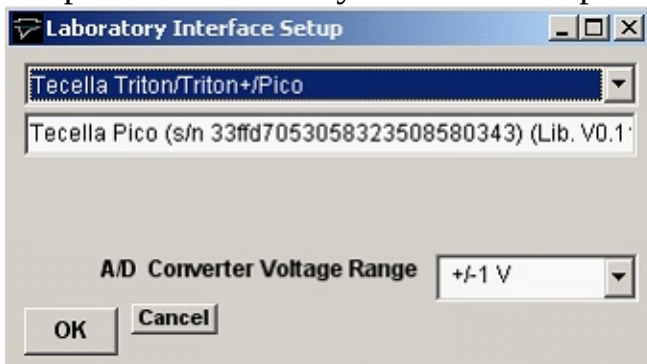 Laboratory Interface Setup
Tecella Triton/Triton+/Pico
Tecella Pico (s/n 33ffd7053058323508580343) (Lib. V0.1
A/D Converter Voltage Range
+/-1 V
OK
Cancel